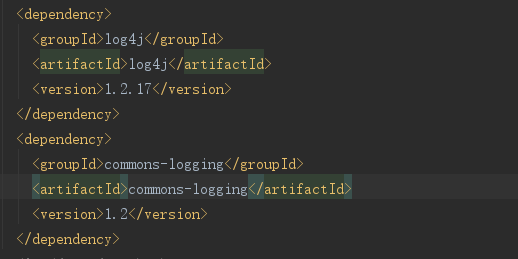 <dependency>
<groupId>log4j</groupId>
<artifactId>log4j</artifactId>
<version>1.2.17</version>
</dependency>
<dependency>
<groupId>commons-logging</groupId>
<artifactId>commons-logging</artifactId>
<version>1.2</version>
</dependency>